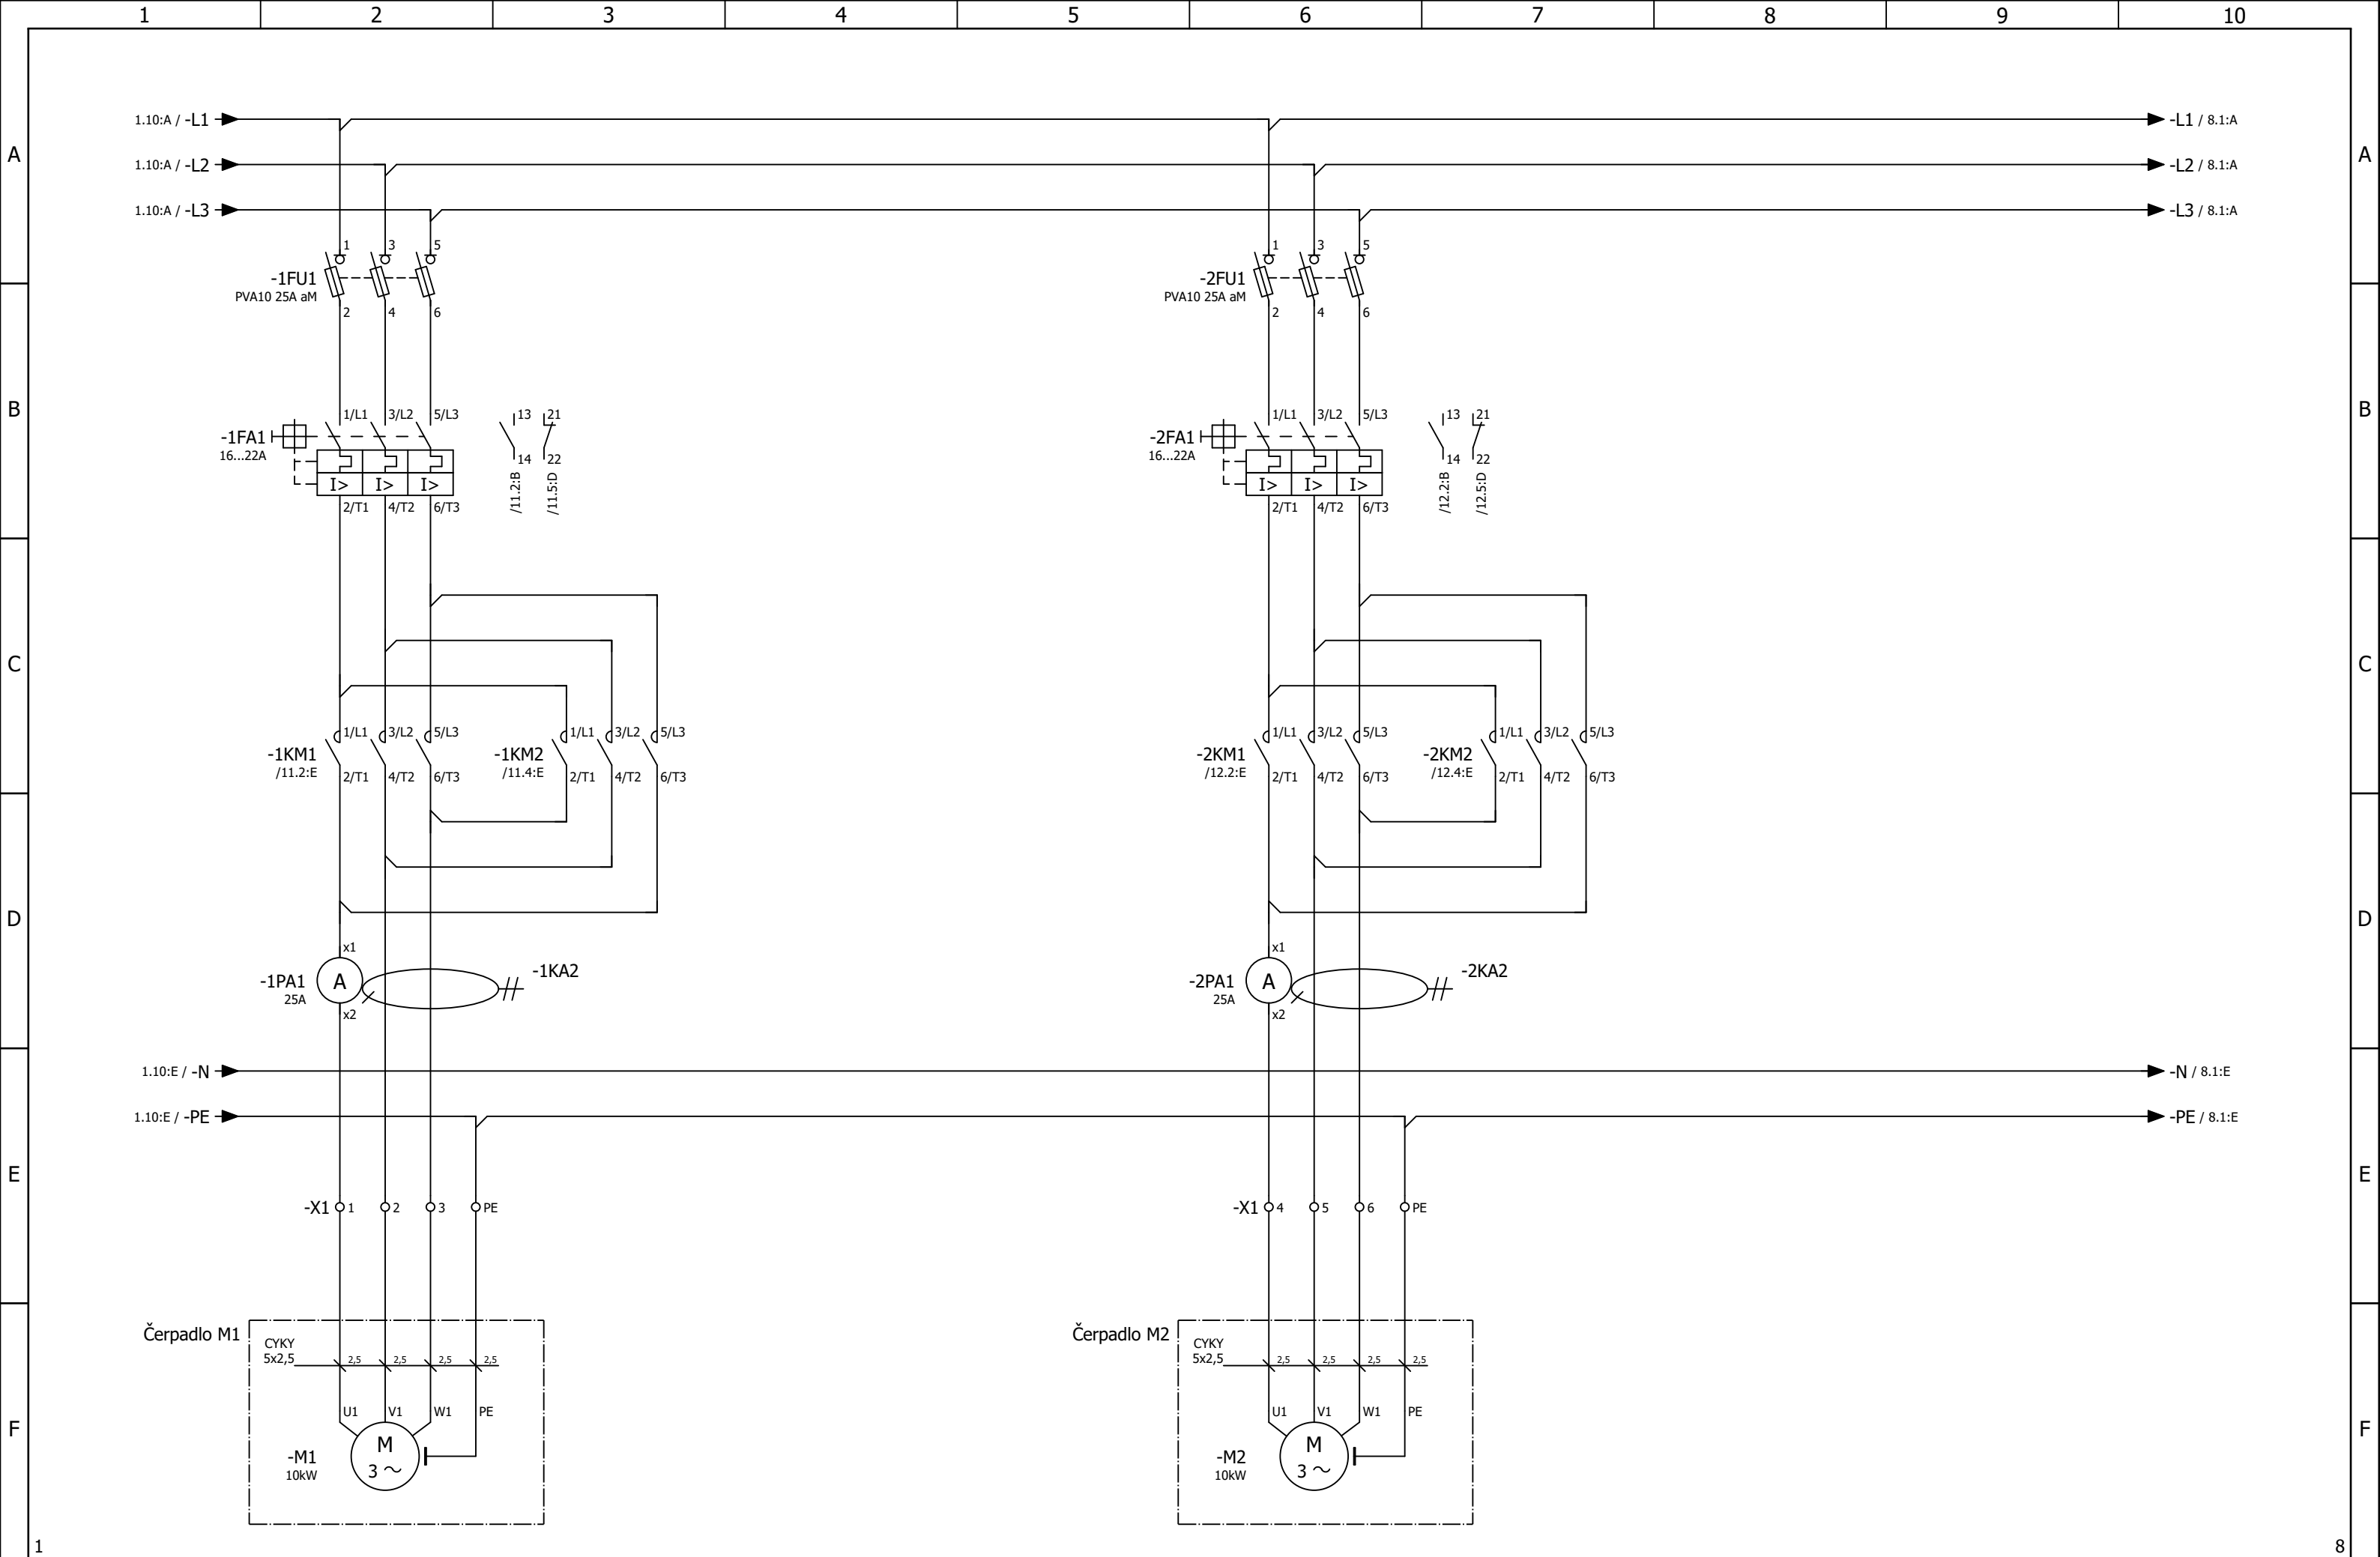 1 2 3 4 5 6 7 8 9 10
A A
1.10:A / -L1 -L1 / 8.1:A
1.10:A / -L2 -L2 / 8.1:A
1.10:A / -L3 -L3 / 8.1:A
1 3 5 1 3 5
-1FU1 -2FU1
PVA10 25A aM PVA10 25A aM
2 4 6 2 4 6
B B
1/L1 3/L2 5/L3 13 21 1/L1 3/L2 5/L3 13 21
-1FA1 -2FA1
16...22A 16...22A
14 22 14 22
I> I> I> I> I> I>
/11.2:B /11.5:D /12.2:B /12.5:D
2/T1 4/T2 6/T3 2/T1 4/T2 6/T3
C C
1/L1 3/L2 5/L3 1/L1 3/L2 5/L3 1/L1 3/L2 5/L3 1/L1 3/L2 5/L3
-1KM1 -1KM2 -2KM1 -2KM2
/11.2:E /11.4:E /12.2:E /12.4:E
2/T1 4/T2 6/T3 2/T1 4/T2 6/T3 2/T1 4/T2 6/T3 2/T1 4/T2 6/T3
D D
x1 x1
-1KA2 -2KA2
-1PA1 A -2PA1 A
25A 25A
x2 x2
1.10:E / -N -N / 8.1:E
1.10:E / -PE -PE / 8.1:E
E E
-X1 1 2 3 PE -X1 4 5 6 PE
Čerpadlo M1 Čerpadlo M2
CYKY CYKY
5x2,5 2,5 2,5 2,5 2,5 5x2,5 2,5 2,5 2,5 2,5
U1 V1 W1 PE U1 V1 W1 PE
F F
M M
-M1 -M2
3 ~ 3 ~
10kW 10kW
1 8